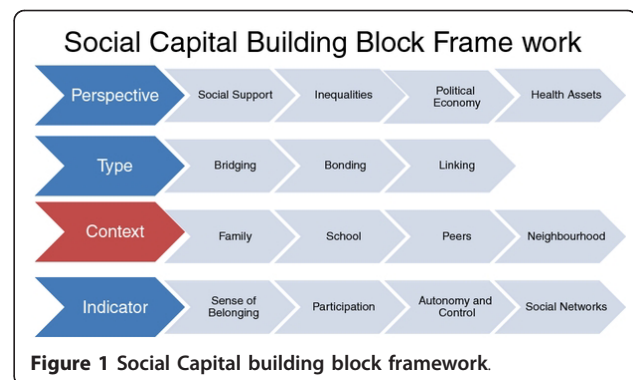 Social Capital Building Block Frame work
Perspective
Social Support
Inequalities
Political
Economy
Health Assets
Type
Bridging
Bonding
Linking
Context
Family
School
Peers
Neighbourhood
Indicator
Sense of
Belonging
Participation
Autonomy and
Control
Social Networks
Figure 1 Social Capital building block framework.